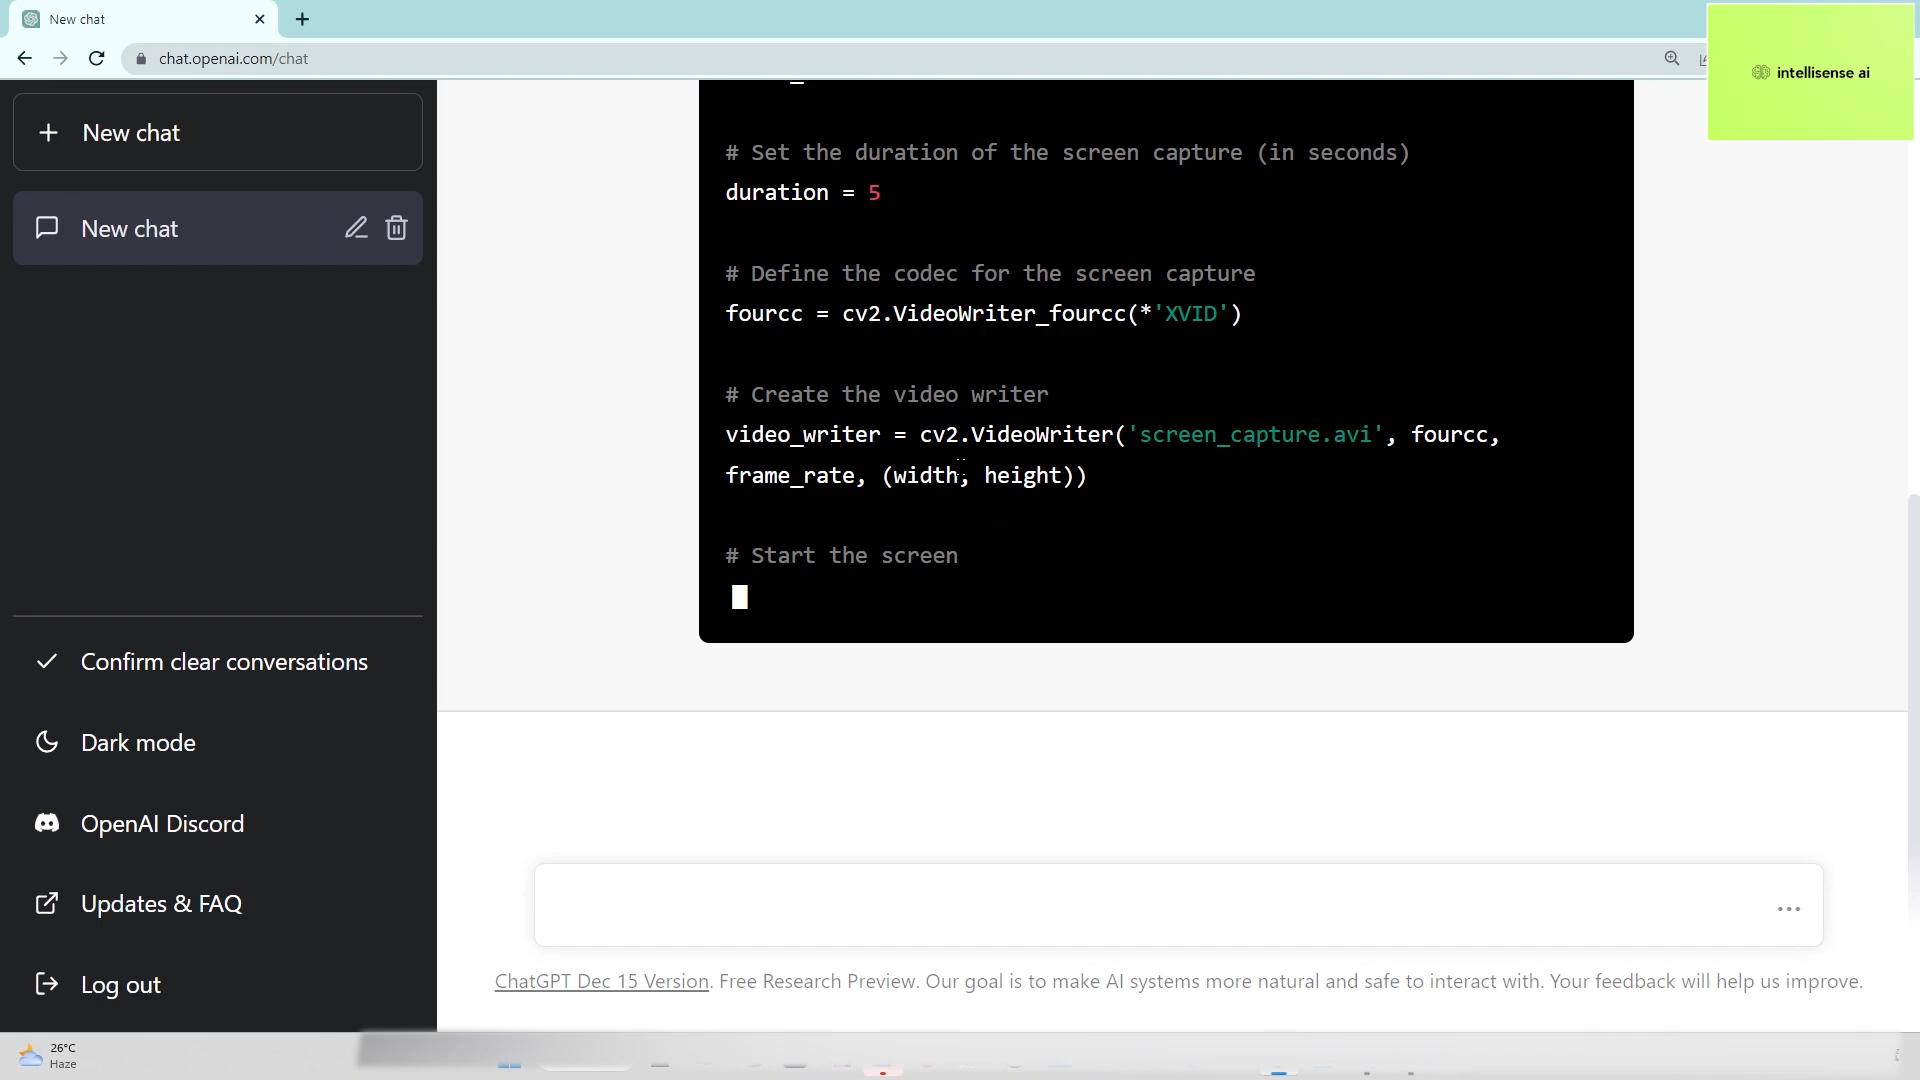 New chat
chat.openai.com/chat
intellisense ai
New chat
New chat
Confirm clear conversations
Dark mode
OpenAI Discord
Updates & FAQ
Log out
# Set the duration of the screen capture (in seconds)
duration = 5
# Define the codec for the screen capture
fourcc = cv2.VideoWriter_fourcc(*'XVID')
# Create the video writer
video_writer = cv2.VideoWriter('screen_capture.avi', fourcc,
frame_rate, (width, height))
# Start the screen
ChatGPT Dec 15 Version. Free Research Preview. Our goal is to make AI systems more natural and safe to interact with. Your feedback will help us improve.
26°C
Haze